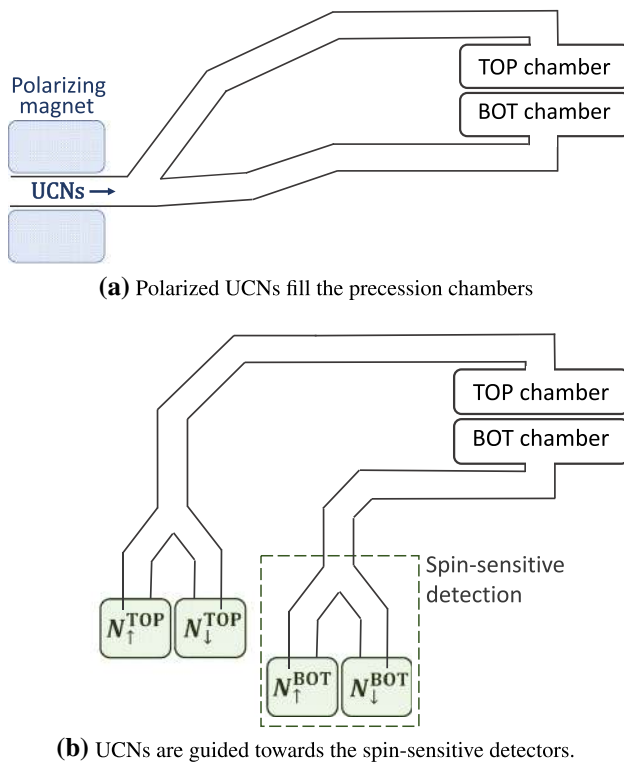 Polarizing
magnet
UCNs
TOP chamber
BOT chamber
(a) Polarized UCNs fill the precession chambers
TOP chamber
BOT chamber
Spin-sensitive
detection
N↑^TOP N↓^TOP
N↑^BOT N↓^BOT
(b) UCNs are guided towards the spin-sensitive detectors.